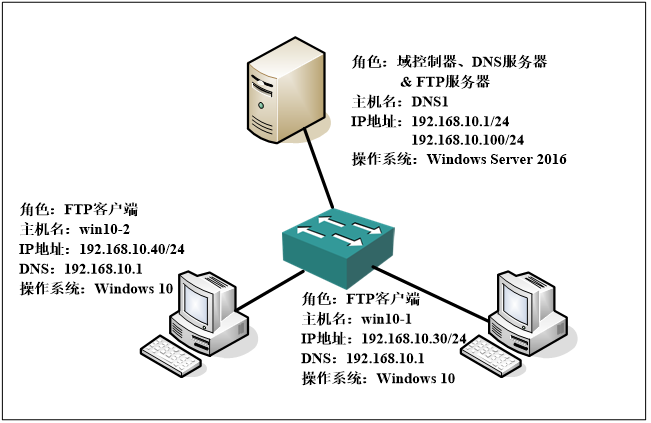 角色：域控制器、DNS服务器
& FTP服务器
主机名：DNS1
IP地址：192.168.10.1/24
192.168.10.100/24
操作系统：Windows Server 2016
角色：FTP客户端
主机名：win10-2
IP地址：192.168.10.40/24
DNS：192.168.10.1
操作系统：Windows 10
角色：FTP客户端
主机名：win10-1
IP地址：192.168.10.30/24
DNS：192.168.10.1
操作系统：Windows 10